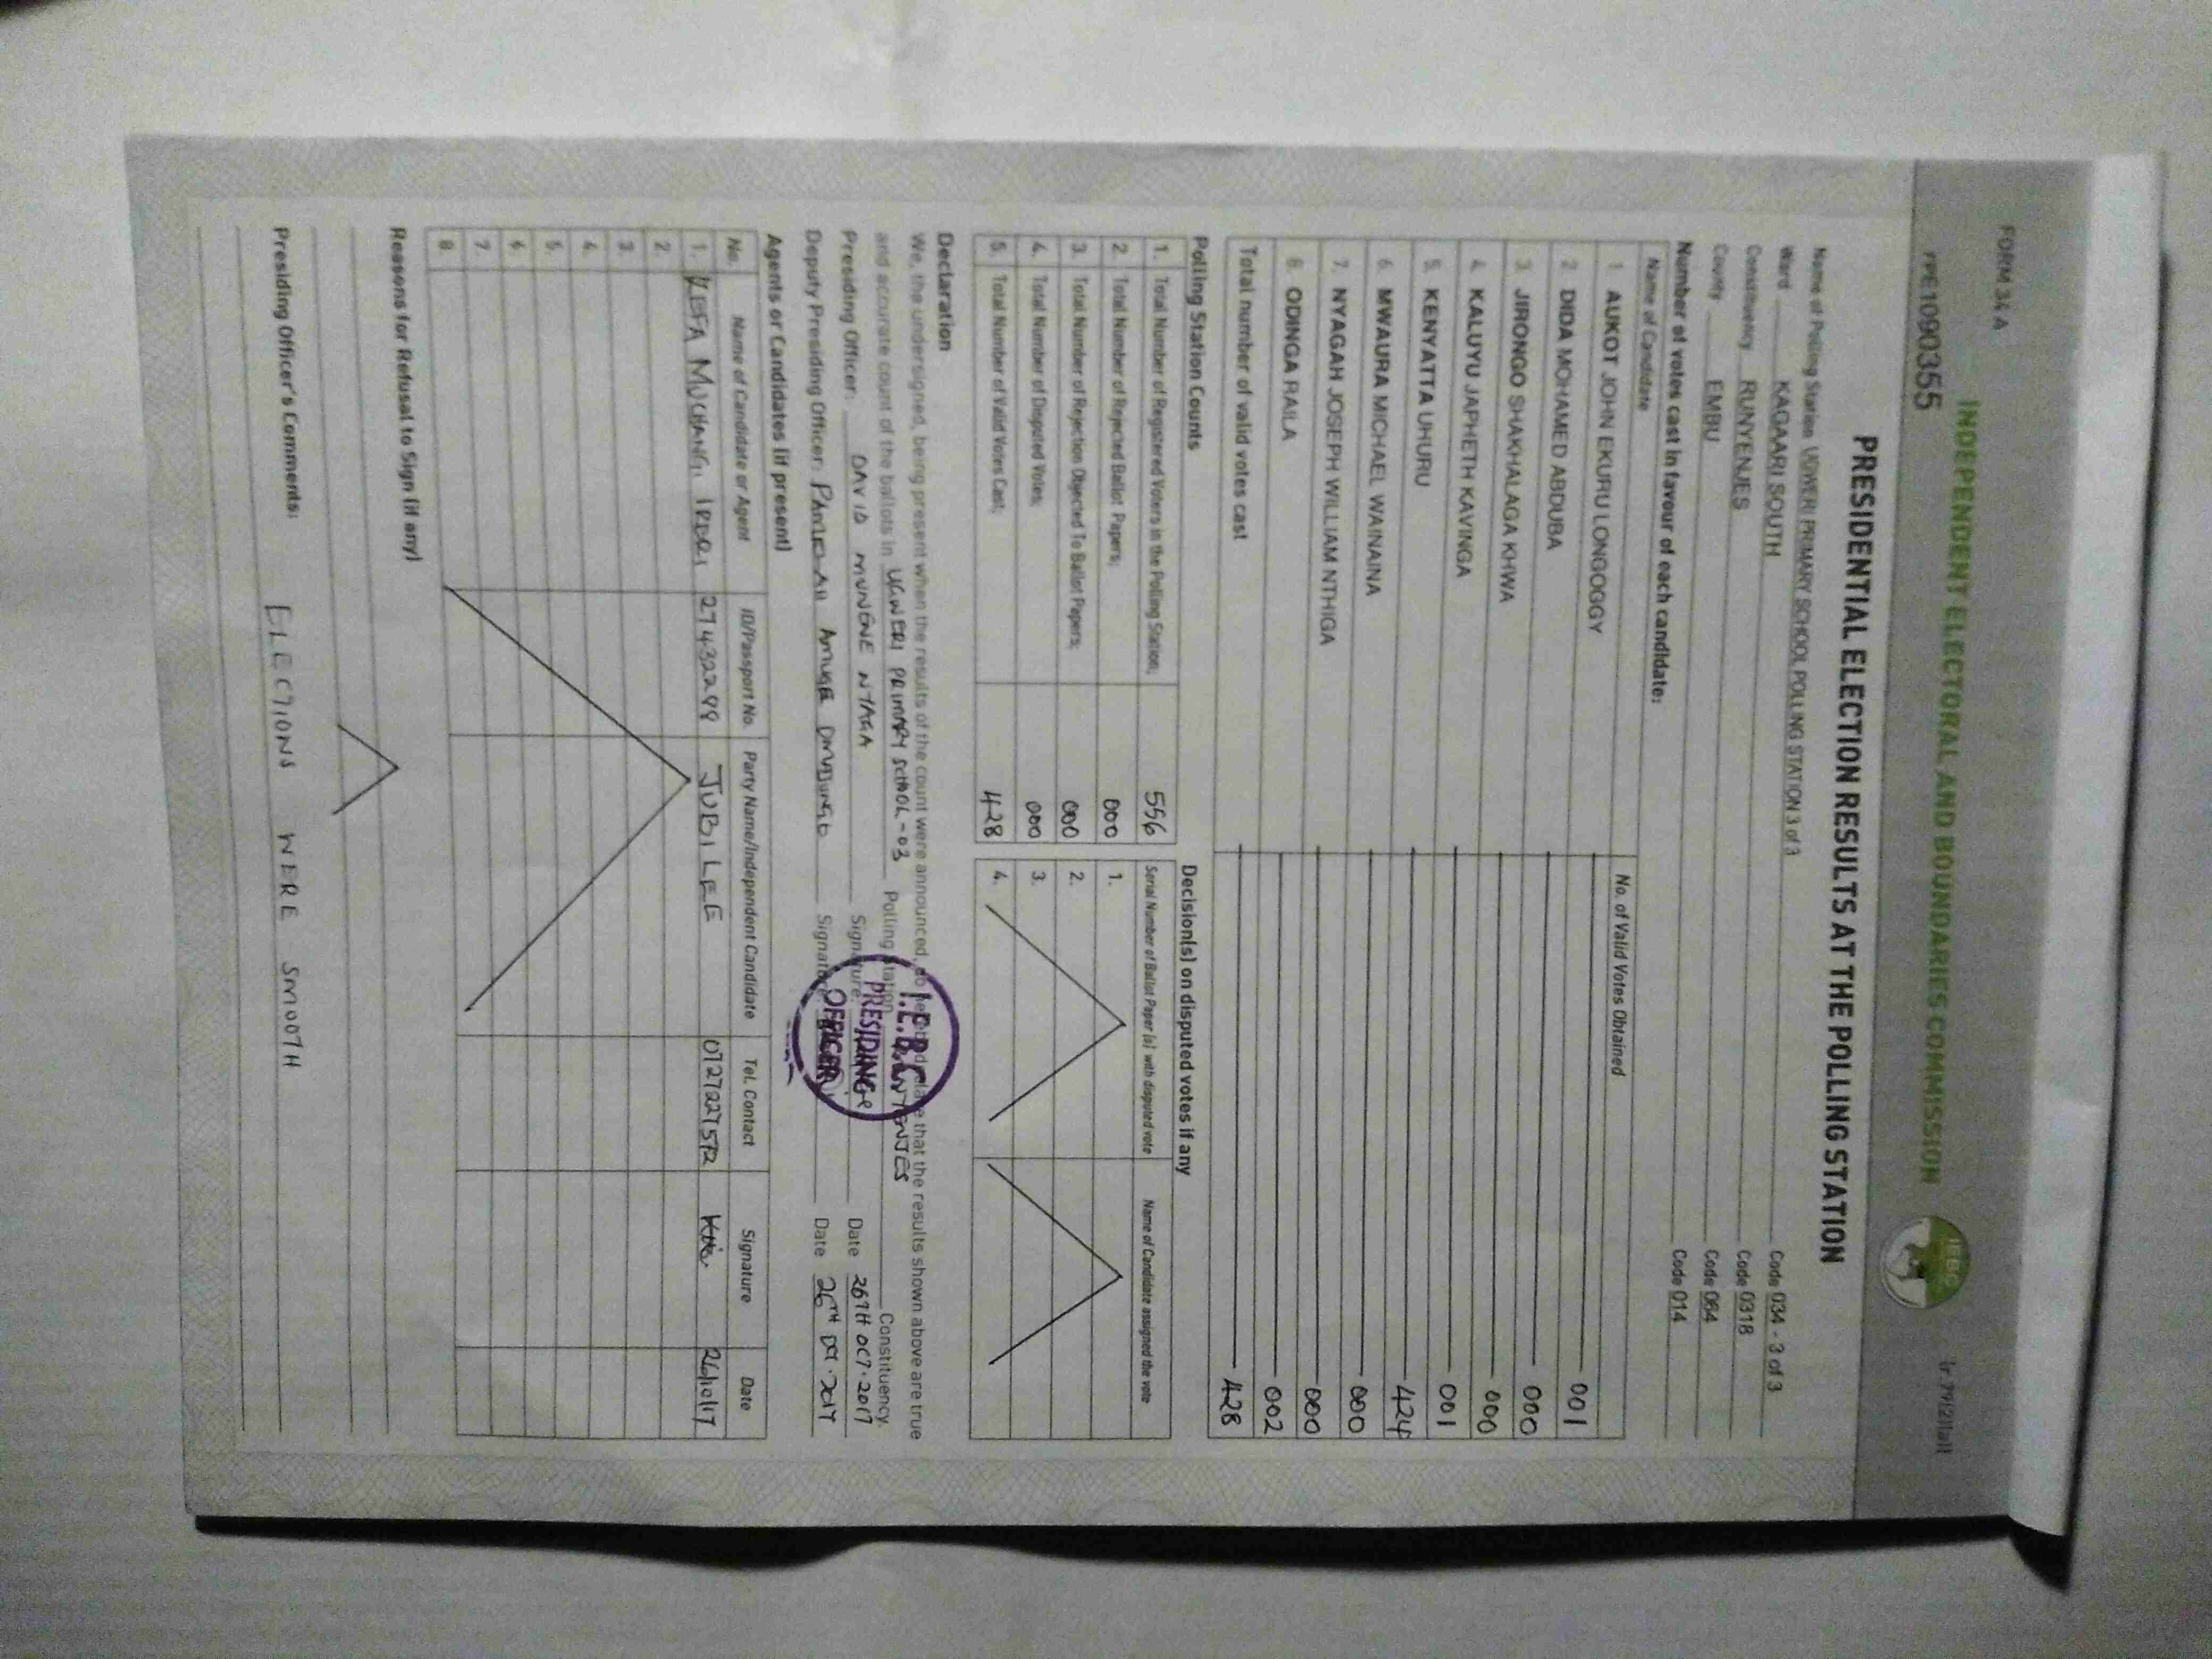 FORM 34 A
INDEPENDENT ELECTORAL AND BOUNDARIES COMMISSION
IEBC
PE1090355
PRESIDENTIAL ELECTION RESULTS AT THE POLLING STATION
Name of Polling Station UGWERI PRIMARY SCHOOL POLLING STATION 3 of 3 Code 034 - 3 of 3
Ward KAGAARI SOUTH Code 0318
Constituency RUNYENJES Code 064
County EMBU Code 014
Number of votes cast in favour of each candidate:
Name of Candidate No. of Valid Votes Obtained
1. AUKOT JOHN EKURU LONGOGGY 001
2. DIDA MOHAMED ABDUBA 000
3. JIRONGO SHAKHALAGA KHWA 000
4. KALUYU JAPHETH KAVINGA 001
5. KENYATTA UHURU 424
6. MWAURA MICHAEL WAINAINA 000
7. NYAGAH JOSEPH WILLIAM NTHIGA 000
8. ODINGA RAILA 002
Total number of valid votes cast 428
Polling Station Counts
1. Total Number of Registered Voters in the Polling Station; 556
2. Total Number of Rejected Ballot Papers; 000
3. Total Number of Rejection Objected To Ballot Papers; 000
4. Total Number of Disputed Votes; 000
5. Total Number of Valid Votes Cast; 428
Decision(s) on disputed votes if any
Serial Number of Ballot Paper (s) with disputed vote Name of Candidate assigned the vote
1.
2.
3.
4.
Declaration
We, the undersigned, being present when the results of the count were announced, do hereby declare that the results shown above are true
and accurate count of the ballots in UGWERI PRIMARY SCHOOL - 03 Polling Station RUNYENJES Constituency.
Presiding Officer: DAVID MUNENE NTAGA Signature: Date 26TH OCT. 2017
Deputy Presiding Officer: Signature: Date 26TH OCT. 2017
I.E.B.C
PRESIDING
OFFICER
Agents or Candidates (if present)
No. Name of Candidate or Agent ID/Passport No. Party Name/Independent Candidate Tel. Contact Signature Date
1. KEFA MUCHANGI IRERI 27432299 JUBILEE 0727227572 26/10/17
2.
3.
4.
5.
6.
7.
8.
Reasons for Refusal to Sign (if any)
Presiding Officer's Comments: ELECTIONS WERE SMOOTH